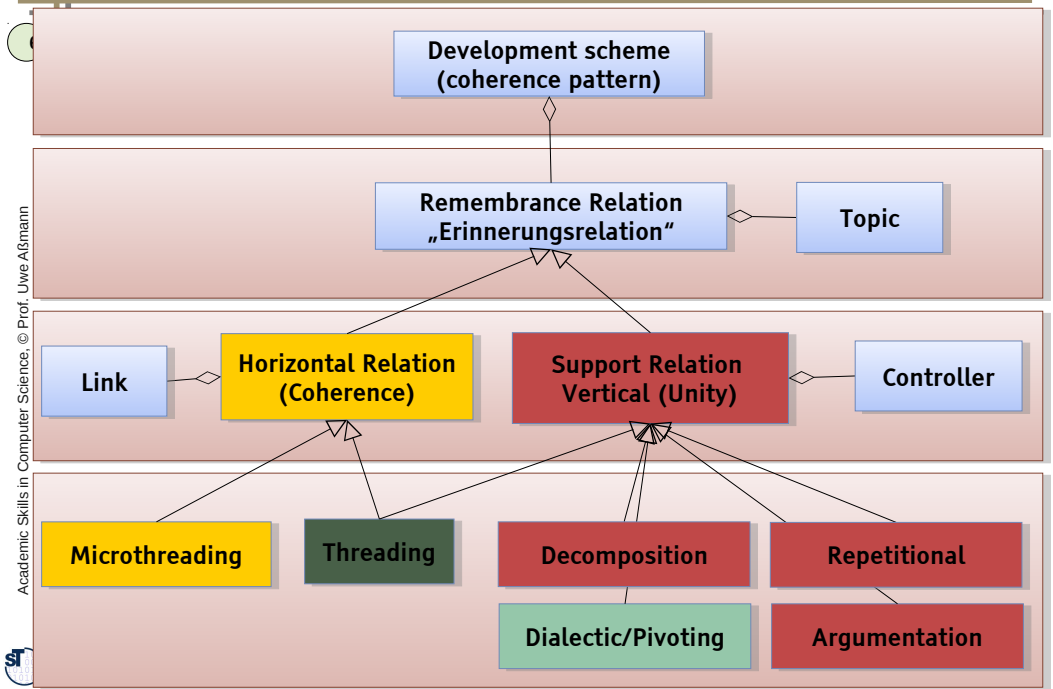 Development scheme
(coherence pattern)
Remembrance Relation
„Erinnerungsrelation“
Topic
Link
Horizontal Relation
(Coherence)
Support Relation
Vertical (Unity)
Controller
Microthreading
Threading
Decomposition
Repetitional
Dialectic/Pivoting
Argumentation
Academic Skills in Computer Science, © Prof. Uwe Aßmann
ST